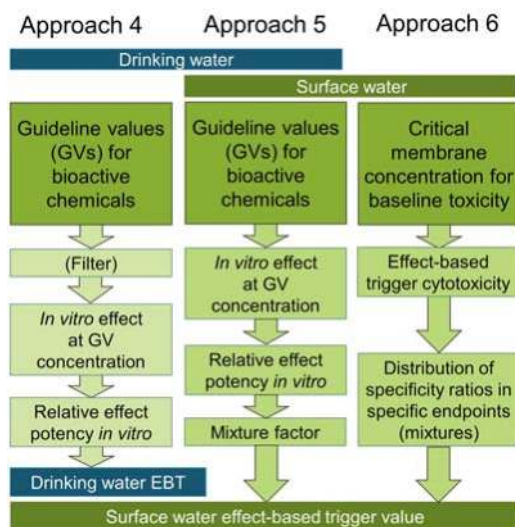 Approach 4
Approach 5
Approach 6
Drinking water
Surface water
Guideline values
(GVs) for
bioactive
chemicals
Guideline values
(GVs) for
bioactive
chemicals
Critical
membrane
concentration for
baseline toxicity
(Filter)
In vitro effect
at GV
concentration
Effect-based
trigger cytotoxicity
In vitro effect
at GV
concentration
Relative effect
potency in vitro
Distribution of
specificity ratios in
specific endpoints
(mixtures)
Relative effect
potency in vitro
Mixture factor
Drinking water EBT
Surface water effect-based trigger value